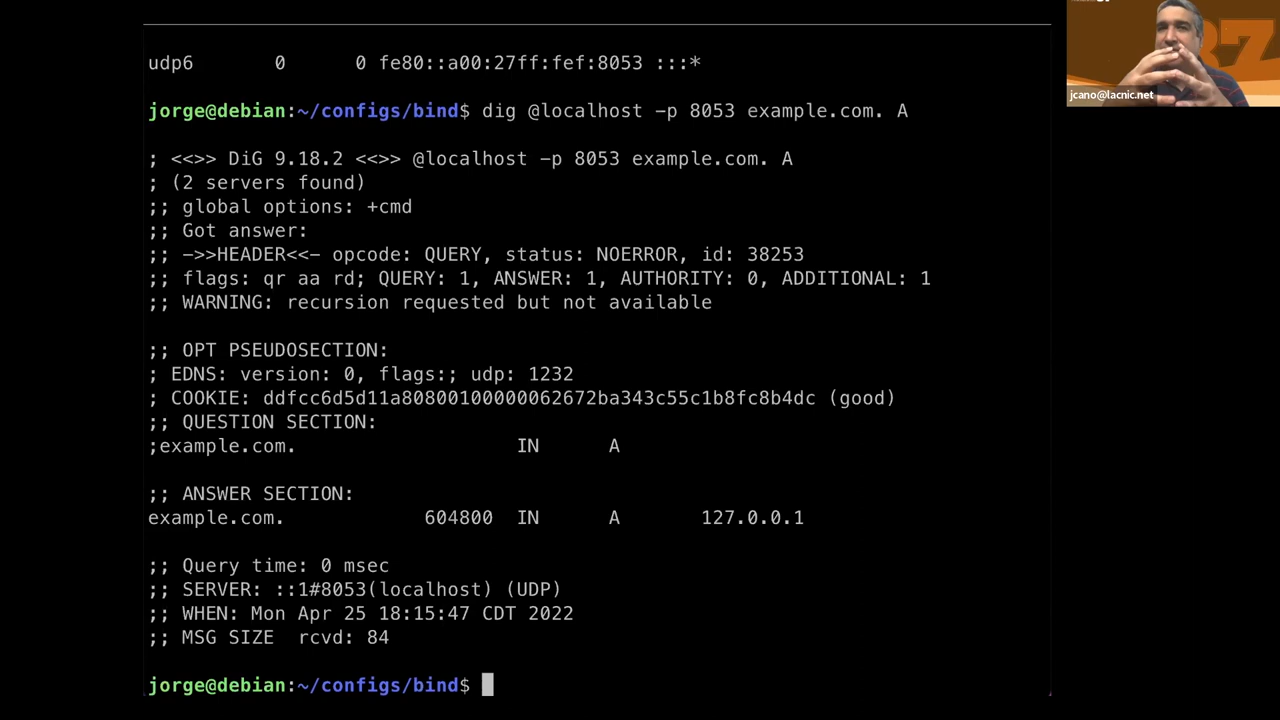 udp6       0      0 fe80::a00:27ff:fef:8053 :::*
jorge@debian:~/configs/bind$ dig @localhost -p 8053 example.com. A
; <<>> DiG 9.18.2 <<>> @localhost -p 8053 example.com. A
; (2 servers found)
;; global options: +cmd
;; Got answer:
;; ->>HEADER<<- opcode: QUERY, status: NOERROR, id: 38253
;; flags: qr aa rd; QUERY: 1, ANSWER: 1, AUTHORITY: 0, ADDITIONAL: 1
;; WARNING: recursion requested but not available
;; OPT PSEUDOSECTION:
; EDNS: version: 0, flags:; udp: 1232
; COOKIE: ddfcc6d5d11a80800100000062672ba343c55c1b8fc8b4dc (good)
;; QUESTION SECTION:
;example.com.                   IN      A
;; ANSWER SECTION:
example.com.            604800  IN      A       127.0.0.1
;; Query time: 0 msec
;; SERVER: ::1#8053(localhost) (UDP)
;; WHEN: Mon Apr 25 18:15:47 CDT 2022
;; MSG SIZE  rcvd: 84
jorge@debian:~/configs/bind$
jcano@lacnic.net